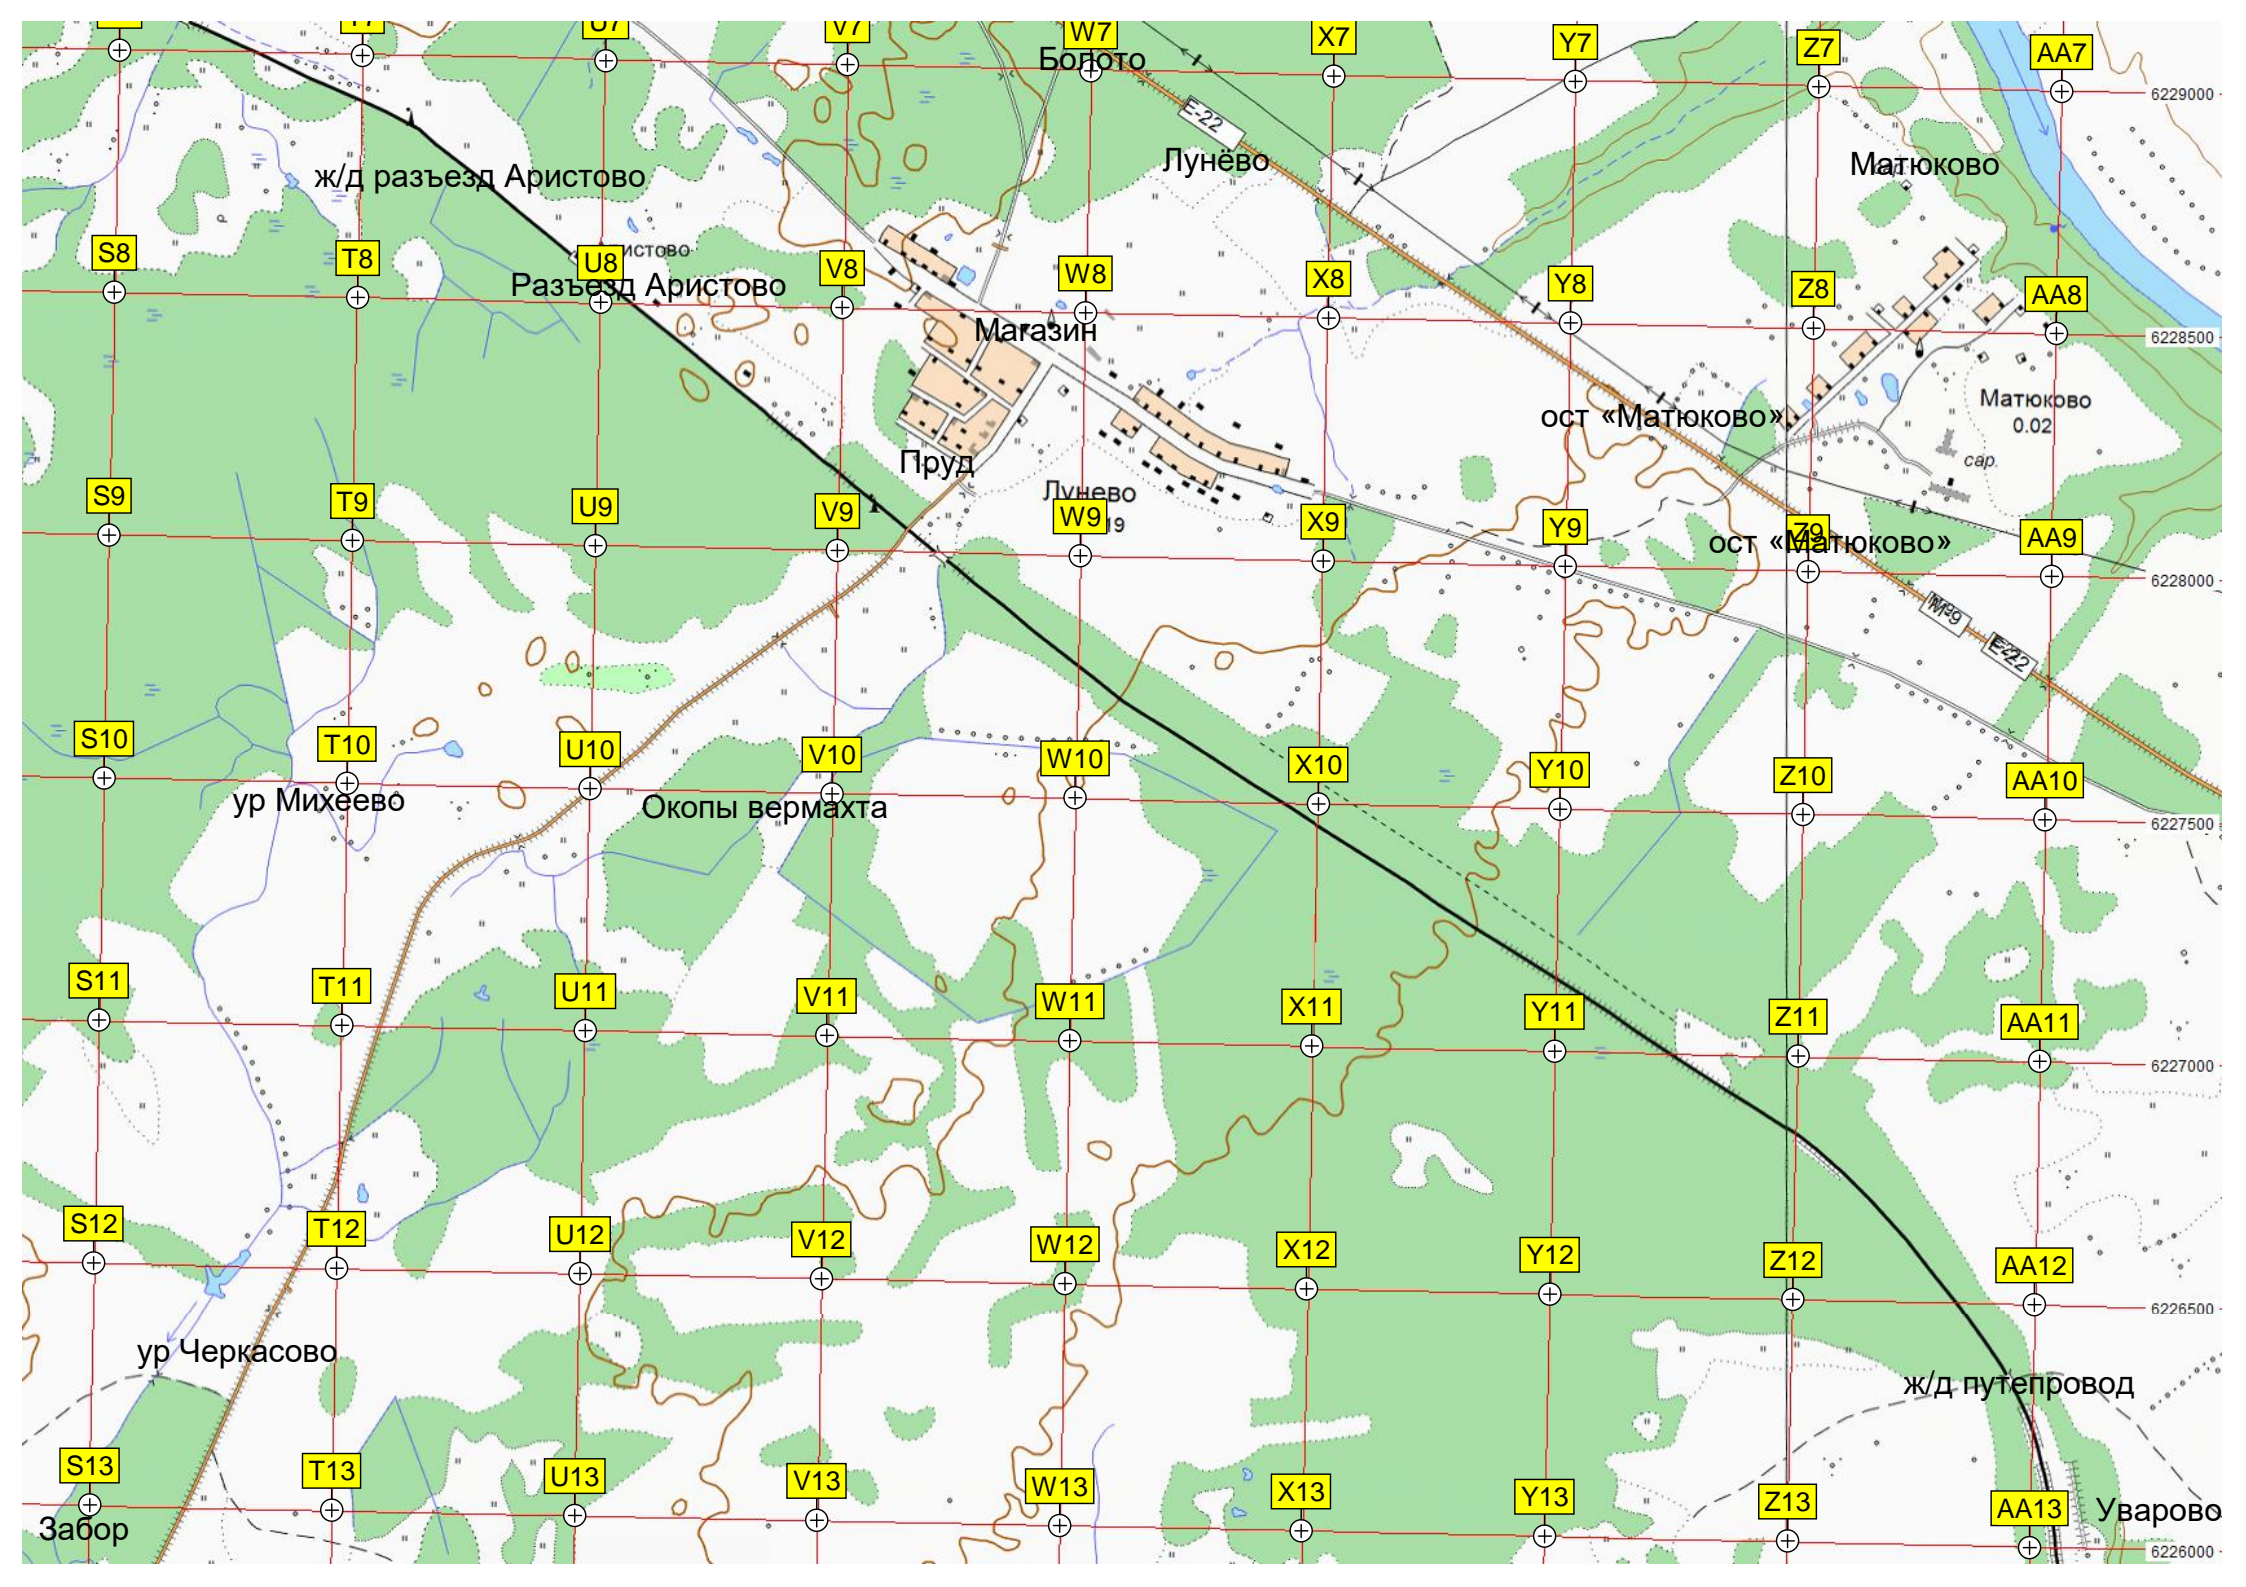 T7
U7
V7
W7
X7
Y7
Z7
AA7
Болото
6229000
E-22
Лунёво
Матюково
ж/д разъезд Аристово
S8
T8
U8
V8
W8
X8
Y8
Z8
AA8
Разъезд Аристово
Магазин
6228500
Матюково
0.02
ост «Матюково»
сар.
Пруд
Лунево
S9
T9
U9
V9
W9
X9
Y9
Z9
AA9
ост «Матюково»
6228000
М-9
E-22
S10
T10
U10
V10
W10
X10
Y10
Z10
AA10
ур Михеево
Окопы вермахта
6227500
S11
T11
U11
V11
W11
X11
Y11
Z11
AA11
6227000
S12
T12
U12
V12
W12
X12
Y12
Z12
AA12
6226500
ур Черкасово
ж/д путепровод
S13
T13
U13
V13
W13
X13
Y13
Z13
AA13
Забор
Уварово
6226000